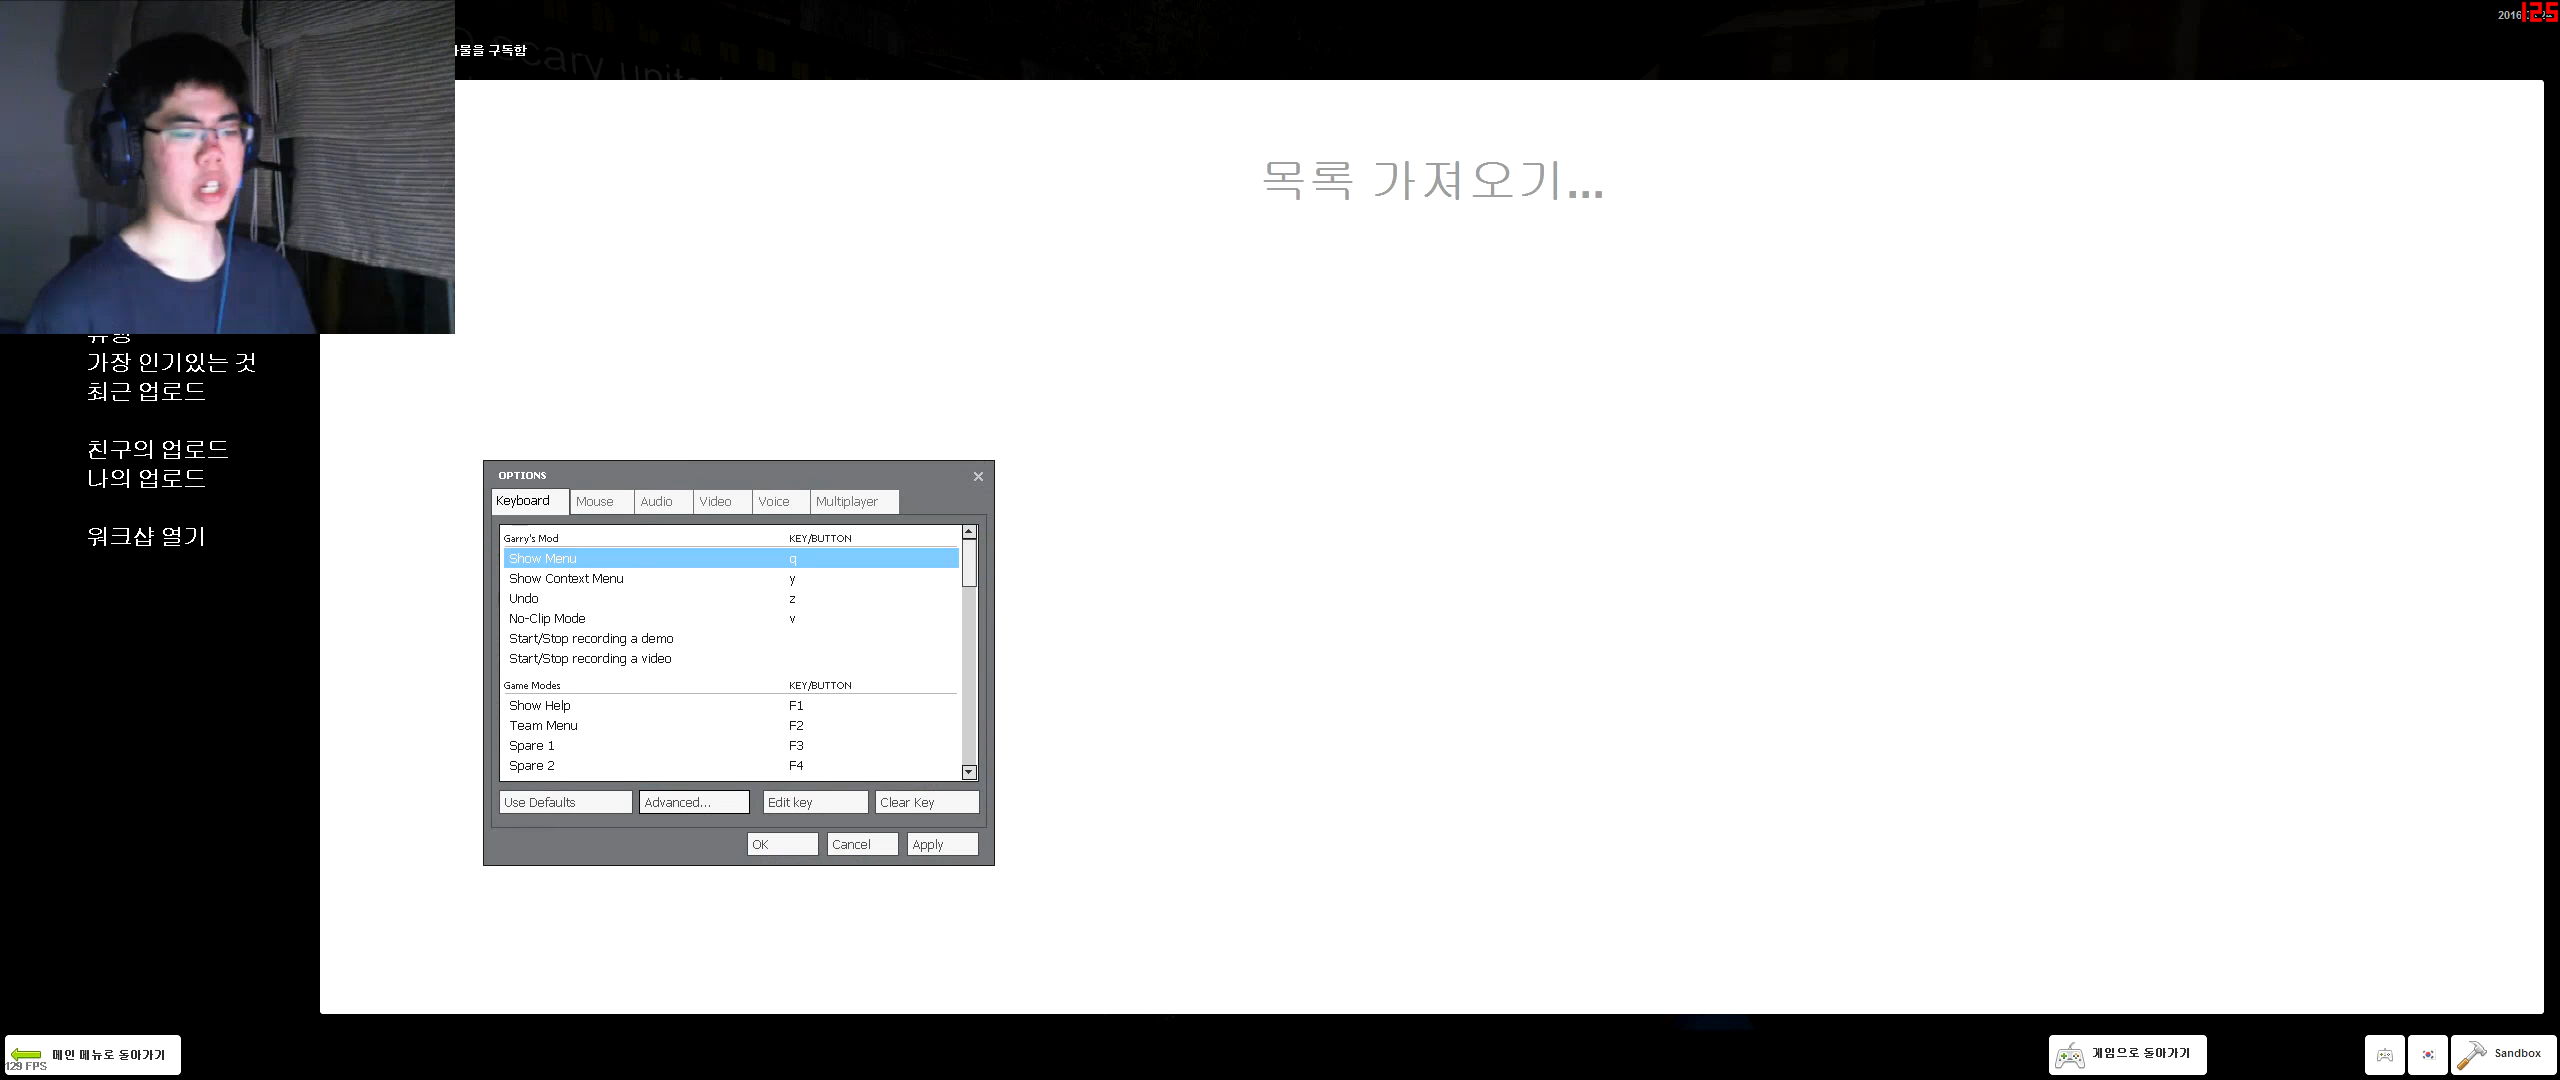 2016
125
사물을 구독함
목록 가져오기...
유행
가장 인기있는 것
최근 업로드
친구의 업로드
나의 업로드
워크샵 열기
OPTIONS
Keyboard Mouse Audio Video Voice Multiplayer
Garry's Mod KEY/BUTTON
Show Menu q
Show Context Menu y
Undo z
No-Clip Mode v
Start/Stop recording a demo
Start/Stop recording a video
Game Modes KEY/BUTTON
Show Help F1
Team Menu F2
Spare 1 F3
Spare 2 F4
Use Defaults Advanced... Edit key Clear Key
OK Cancel Apply
메인 메뉴로 돌아가기
129 FPS
게임으로 돌아가기
Sandbox